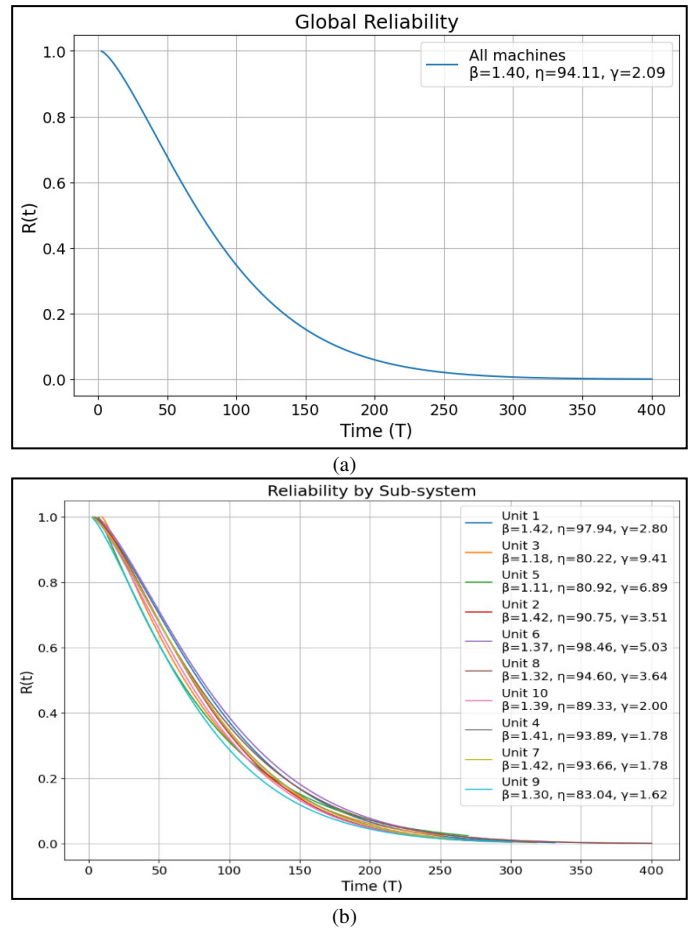 Global Reliability
All machines
β=1.40, η=94.11, γ=2.09
1.0
0.8
0.6
0.4
0.2
0.0
R(t)
0 50 100 150 200 250 300 350 400
Time (T)
(a)
Reliability by Sub-system
Unit 1
β=1.42, η=97.94, γ=2.80
Unit 3
β=1.18, η=80.22, γ=9.41
Unit 5
β=1.11, η=80.92, γ=6.89
Unit 2
β=1.42, η=90.75, γ=3.51
Unit 6
β=1.37, η=98.46, γ=5.03
Unit 8
β=1.32, η=94.60, γ=3.64
Unit 10
β=1.39, η=89.33, γ=2.00
Unit 4
β=1.41, η=93.89, γ=1.78
Unit 7
β=1.42, η=93.66, γ=1.78
Unit 9
β=1.30, η=83.04, γ=1.62
1.0
0.8
0.6
0.4
0.2
0.0
R(t)
0 50 100 150 200 250 300 350 400
Time (T)
(b)